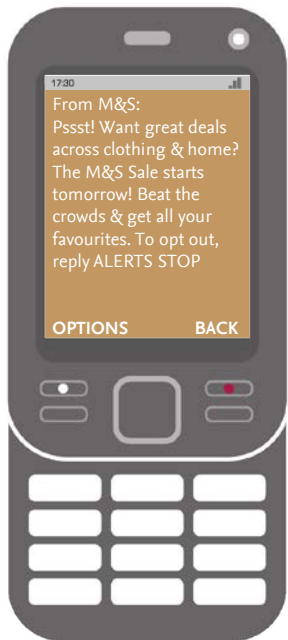 17:30
From M&S:
Pssst! Want great deals
across clothing & home?
The M&S Sale starts
tomorrow! Beat the
crowds & get all your
favourites. To opt out,
reply ALERTS STOP
OPTIONS BACK